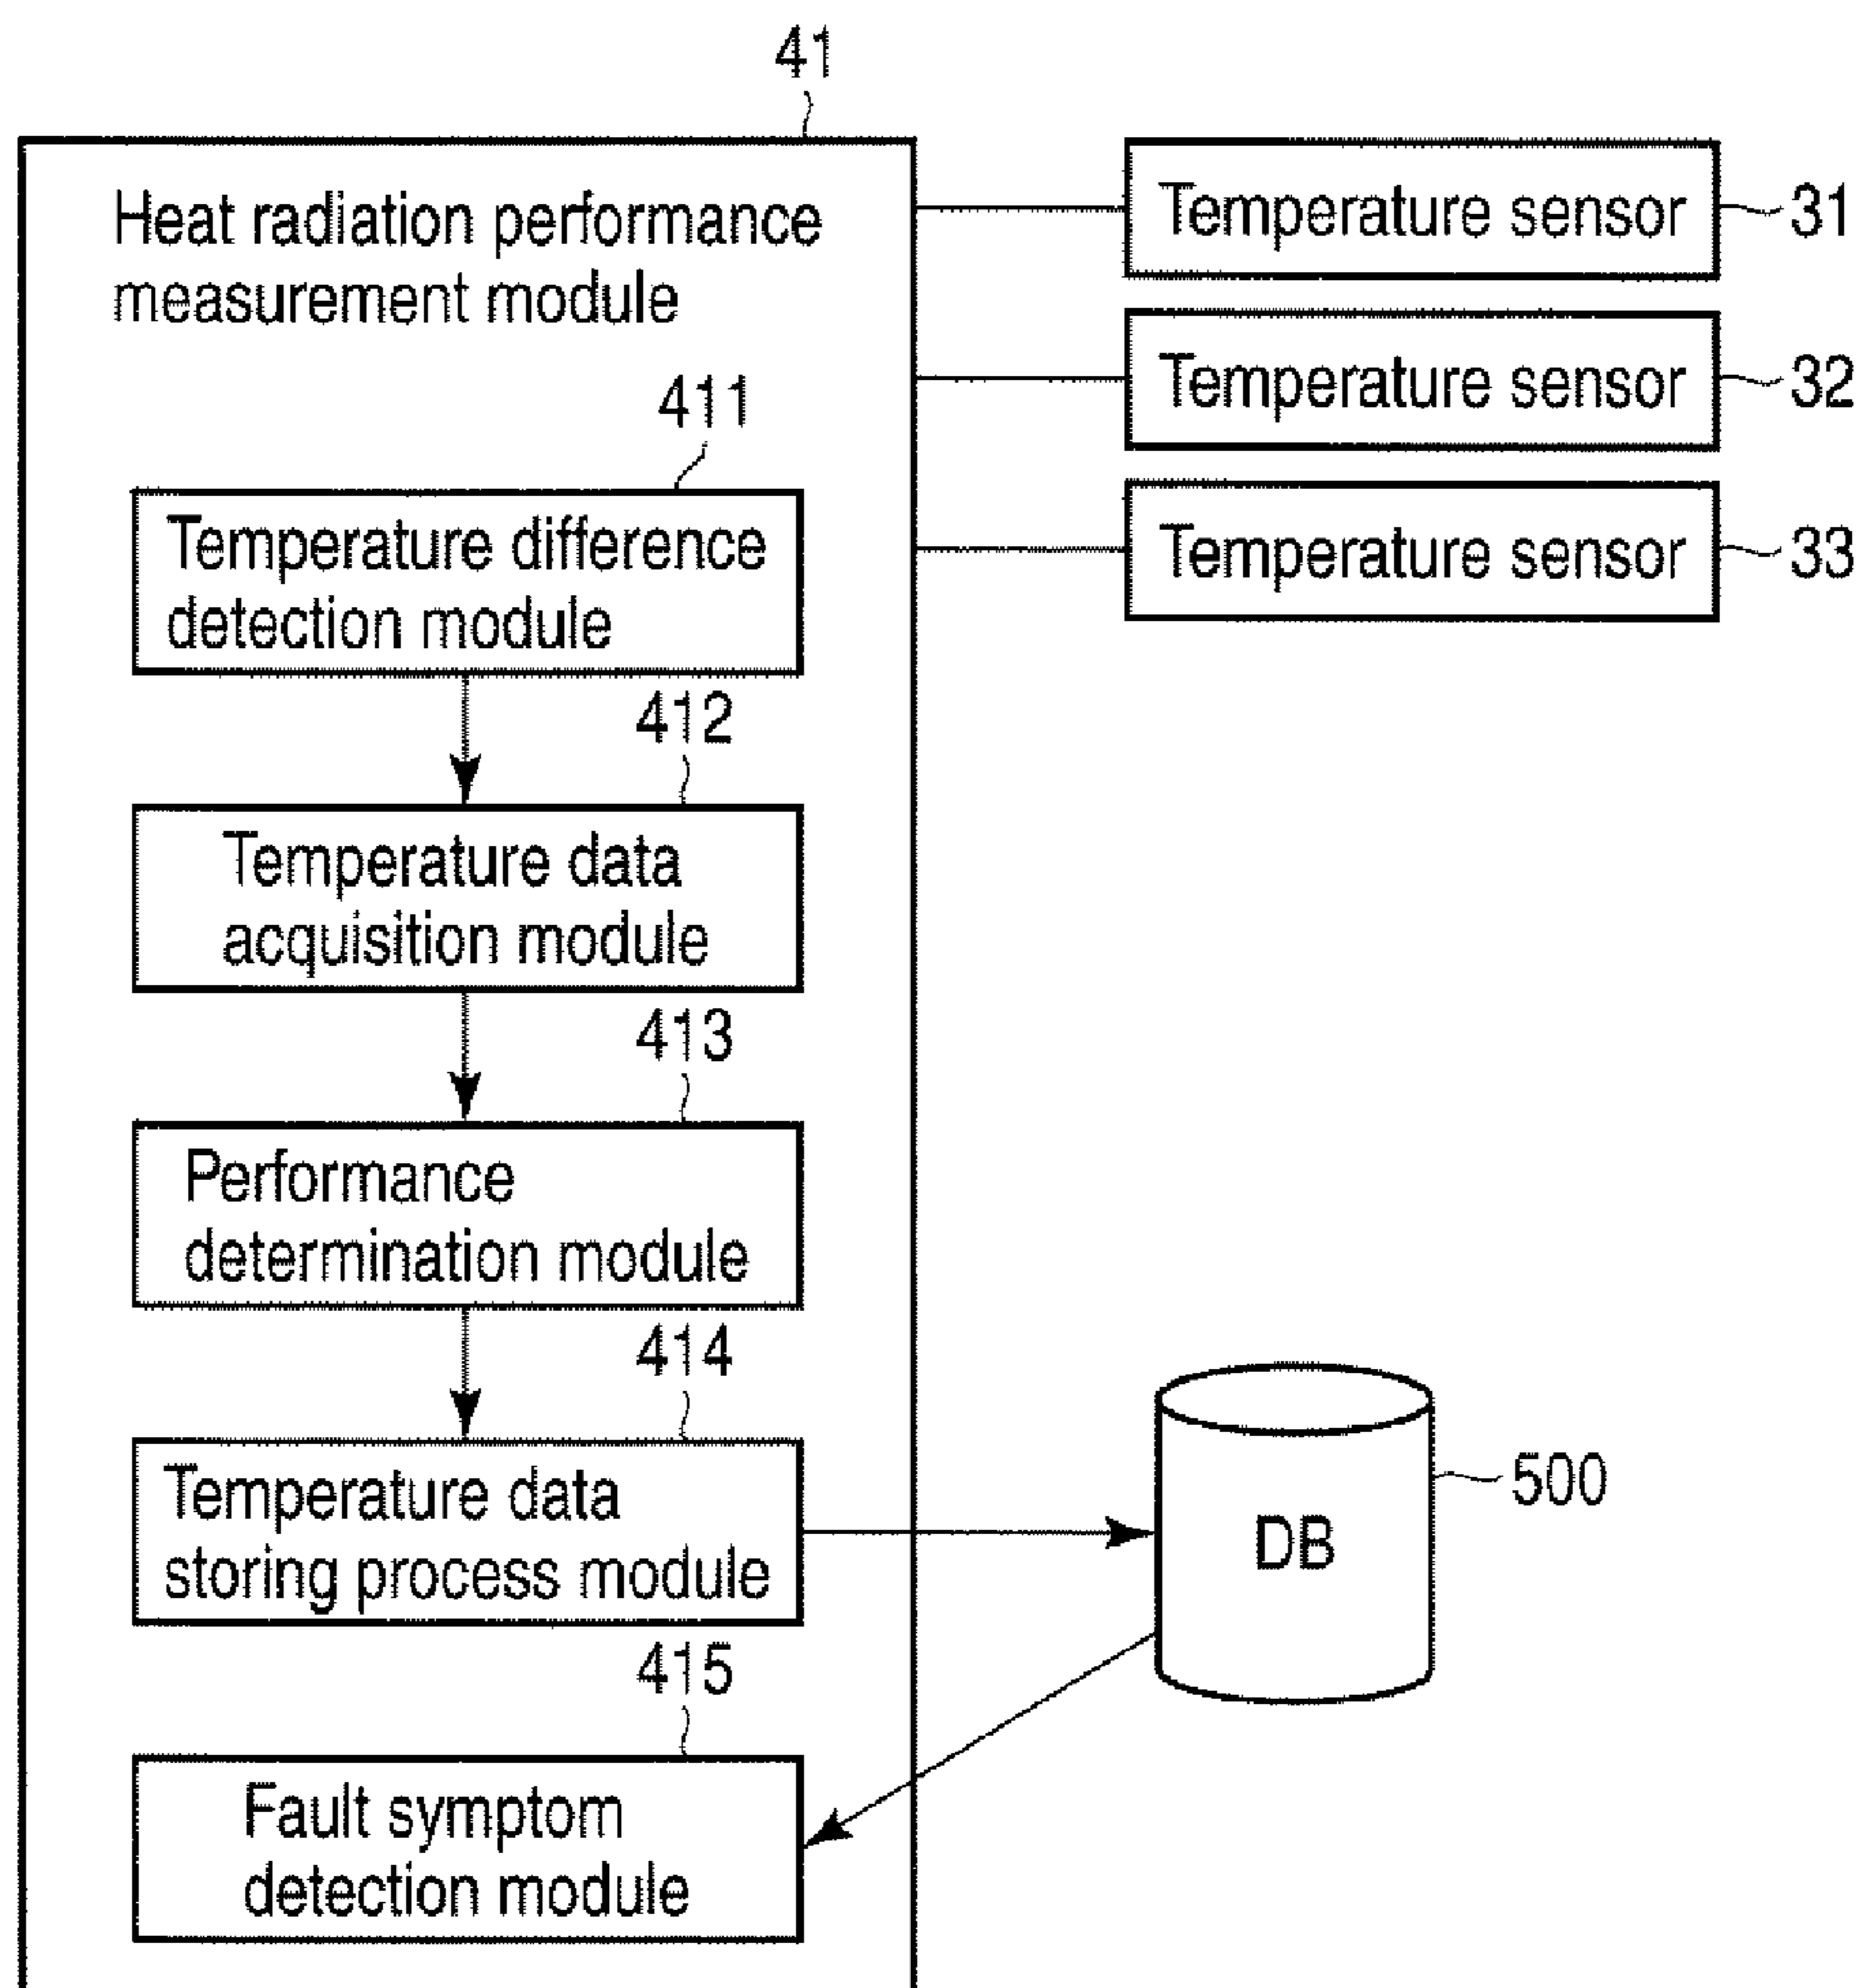 41
Heat radiation performance
measurement module
Temperature sensor
31
Temperature sensor
32
Temperature sensor
33
411
Temperature difference
detection module
412
Temperature data
acquisition module
413
Performance
determination module
414
Temperature data
storing process module
DB
500
415
Fault symptom
detection module